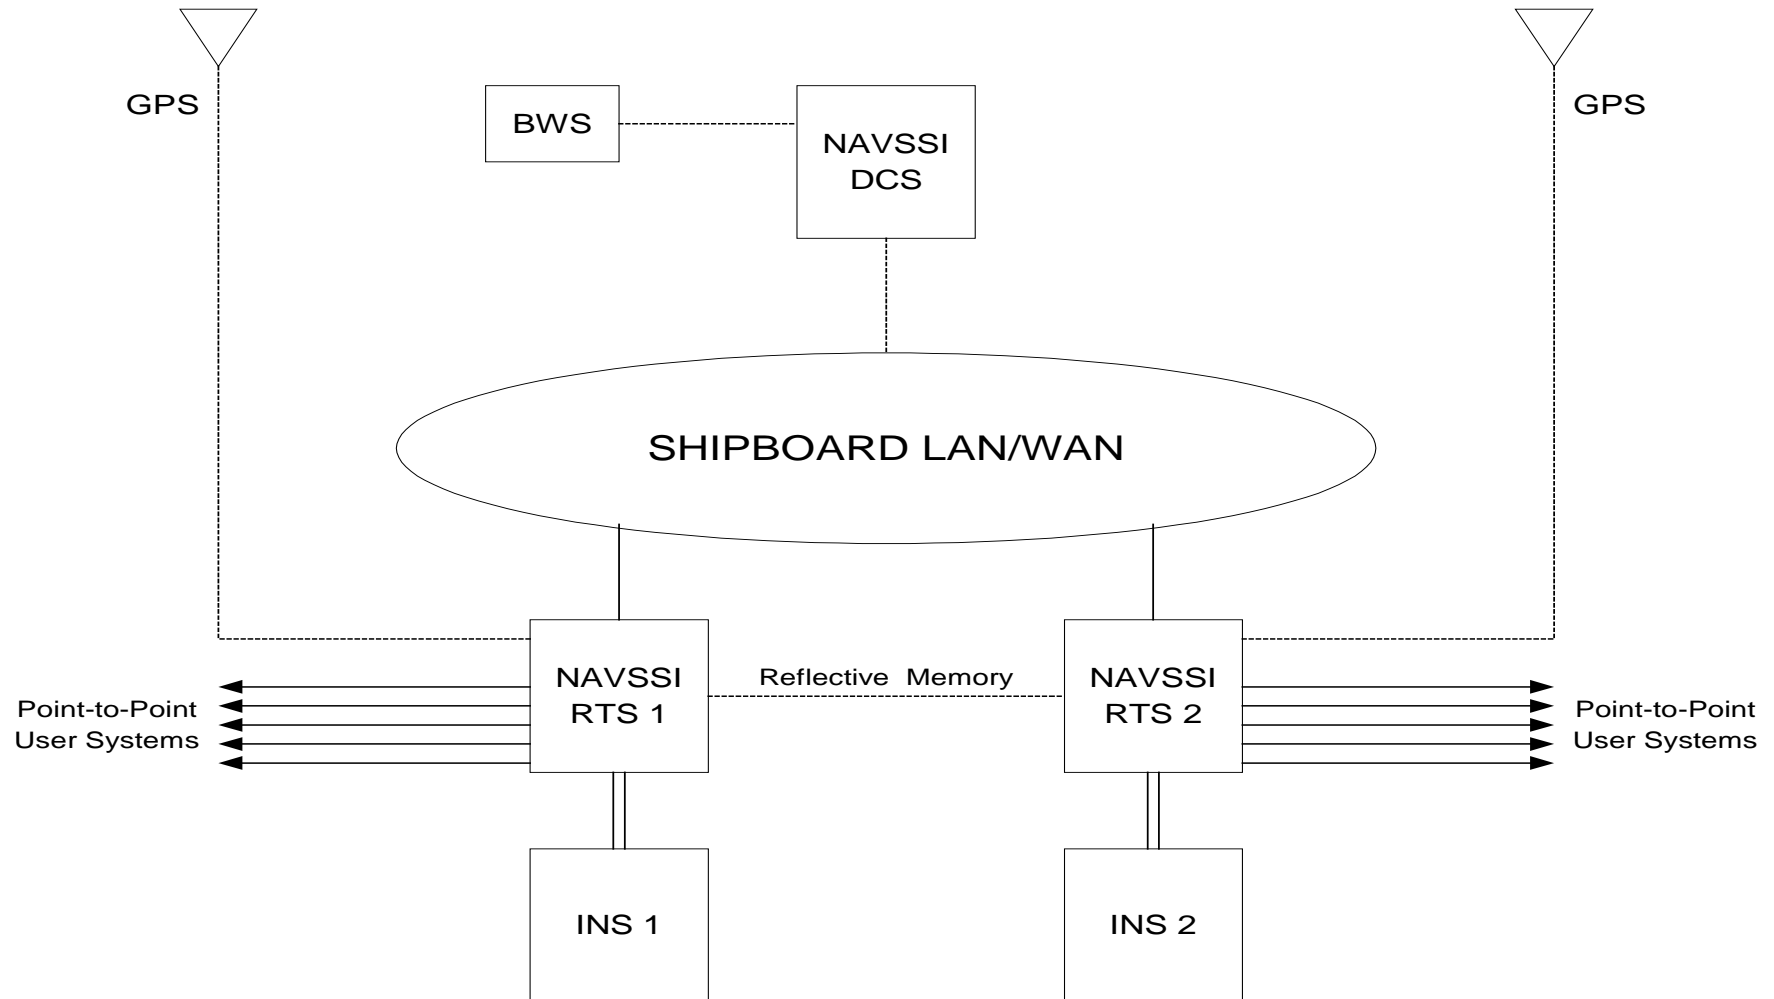 GPS
GPS
BWS
NAVSSI
DCS
SHIPBOARD LAN/WAN
Reflective Memory
NAVSSI
RTS 1
NAVSSI
RTS 2
Point-to-Point
User Systems
Point-to-Point
User Systems
INS 1
INS 2